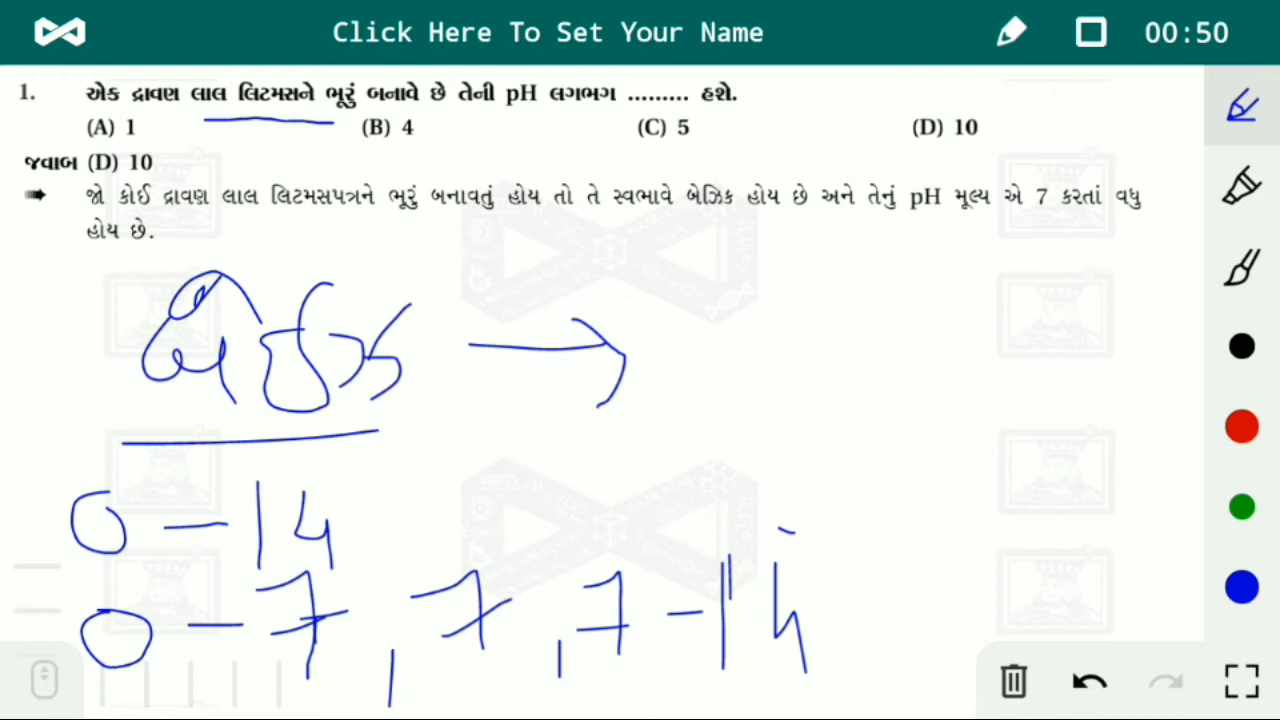 Click Here To Set Your Name
00:50
1. એક દ્રાવણ લાલ લિટમસને ભૂરું બનાવે છે તેની pH લગભગ ......... હશે.
(A) 1 (B) 4 (C) 5 (D) 10
જવાબ (D) 10
➠ જો કોઈ દ્રાવણ લાલ લિટમસપત્રને ભૂરું બનાવતું હોય તો તે સ્વભાવે બેઝિક હોય છે અને તેનું pH મૂલ્ય એ 7 કરતાં વધુ
હોય છે.
0 – 14
0 – 7, 7, 7 – 14